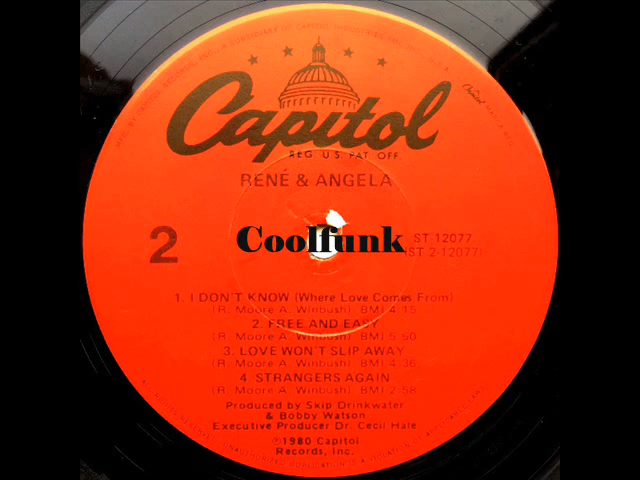 Capitol
REG. U.S. PAT. OFF.
Capitol
RENÉ & ANGELA
2
Coolfunk
ST-12077
(ST 2-12077)
1. I DON'T KNOW (Where Love Comes From)
(R. Moore A. Winbush) BMI 4:15
2. FREE AND EASY
(R. Moore A. Winbush) BMI 5:50
3. LOVE WON'T SLIP AWAY
(R. Moore A. Winbush) BMI 4:36
4. STRANGERS AGAIN
(R. Moore A. Winbush) BMI 2:58
Produced by Skip Drinkwater
& Bobby Watson
Executive Producer Dr. Cecil Hale
℗1980 Capitol
Records, Inc.